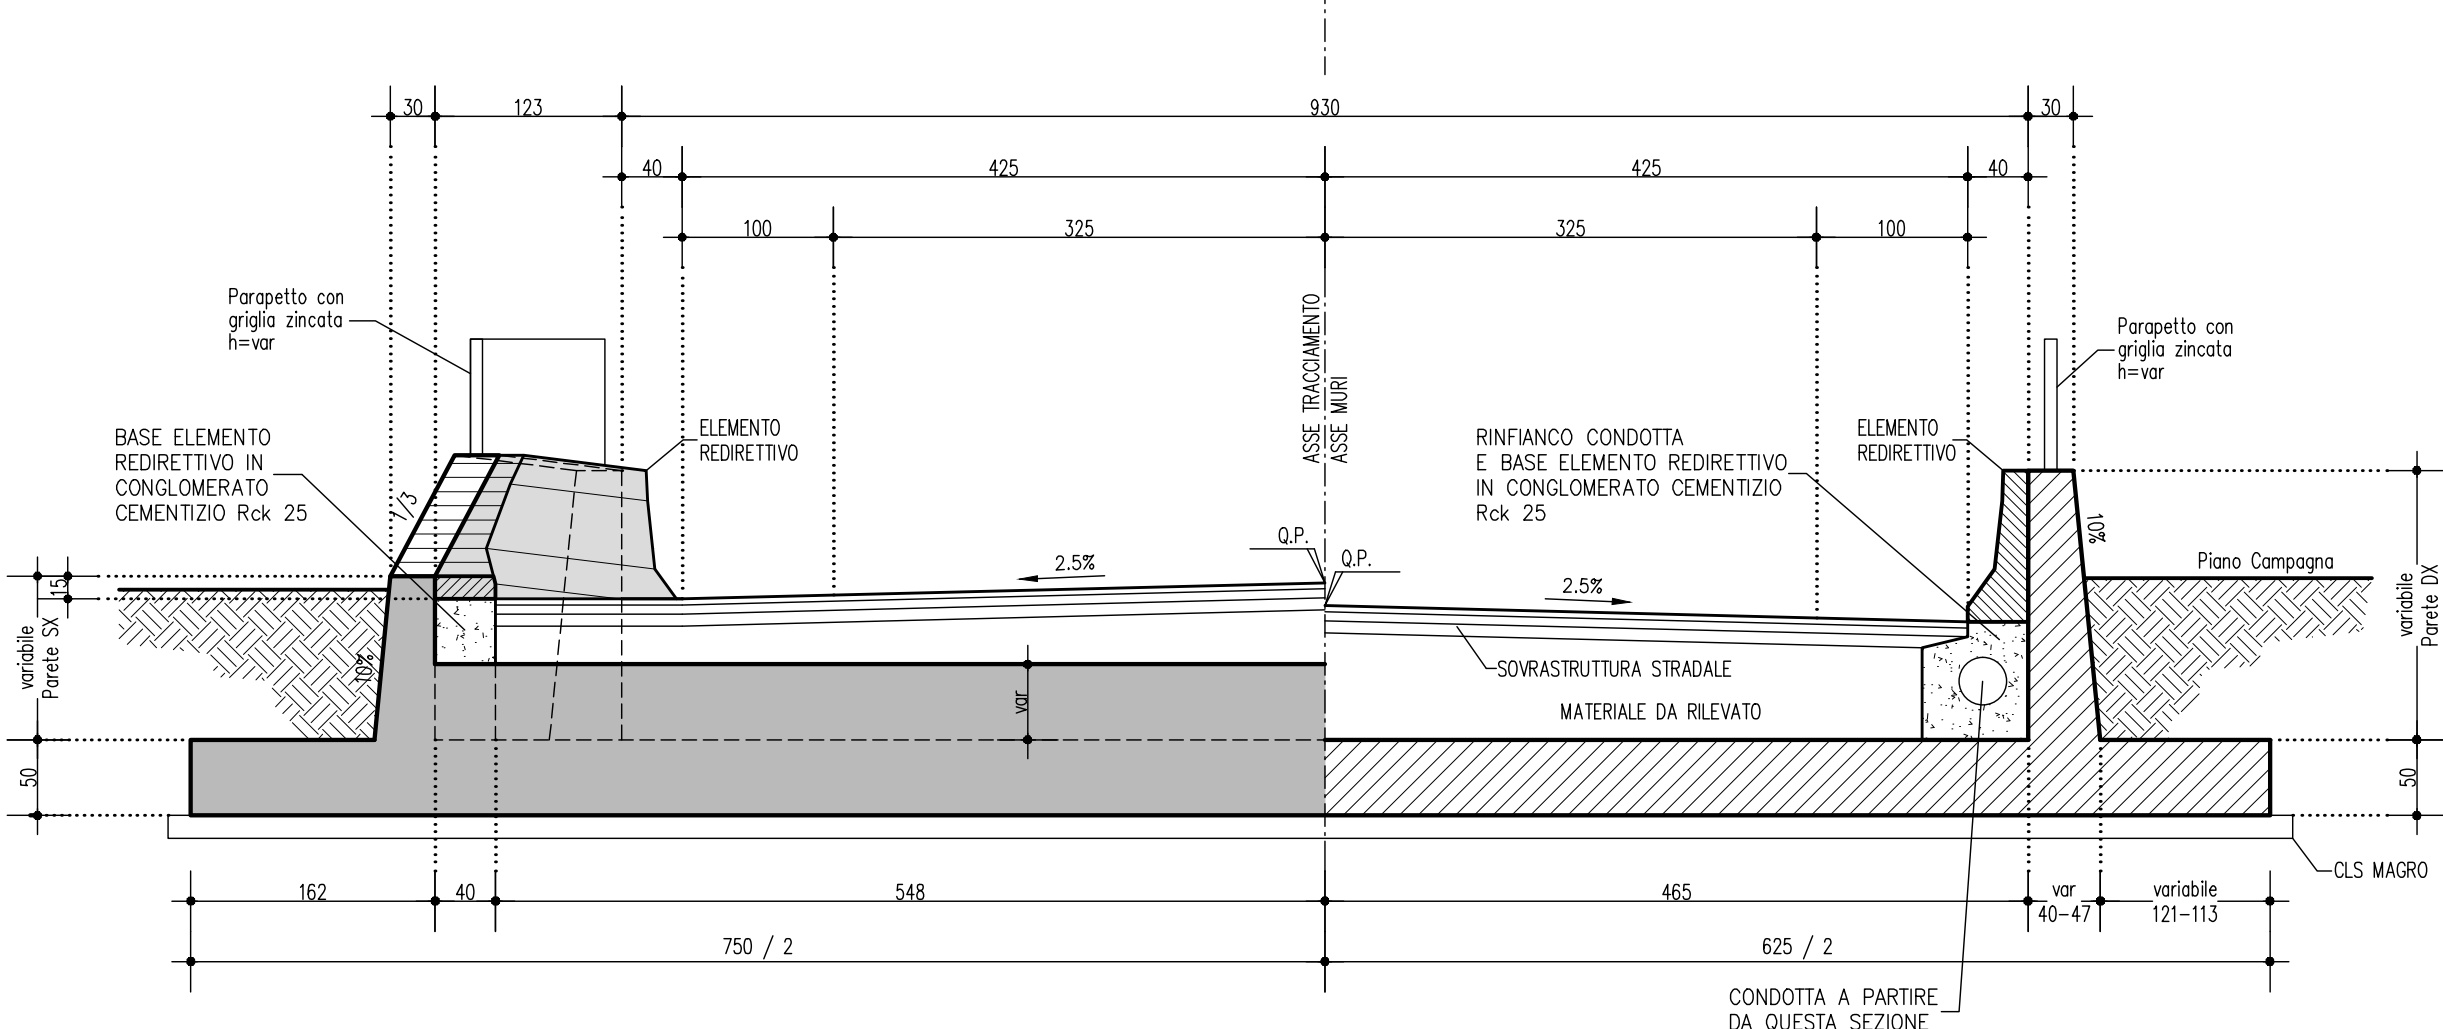 30
123
930
30
40
425
425
40
100
325
325
100
Parapetto con
griglia zincata
h=var
ASSE TRACCIAMENTO
ASSE MURI
Parapetto con
griglia zincata
h=var
BASE ELEMENTO
REDIRETTIVO IN
CONGLOMERATO
CEMENTIZIO Rck 25
ELEMENTO
REDIRETTIVO
RINFIANCO CONDOTTA
E BASE ELEMENTO REDIRETTIVO
IN CONGLOMERATO CEMENTIZIO
Rck 25
ELEMENTO
REDIRETTIVO
1/3
10%
Q.P.
2.5%
Q.P.
2.5%
Piano Campagna
15
variabile
Parete SX
10%
variabile
Parete DX
var
SOVRASTRUTTURA STRADALE
MATERIALE DA RILEVATO
50
50
CLS MAGRO
162
40
548
465
var
40-47
variabile
121-113
750 / 2
625 / 2
CONDOTTA A PARTIRE
DA QUESTA SEZIONE